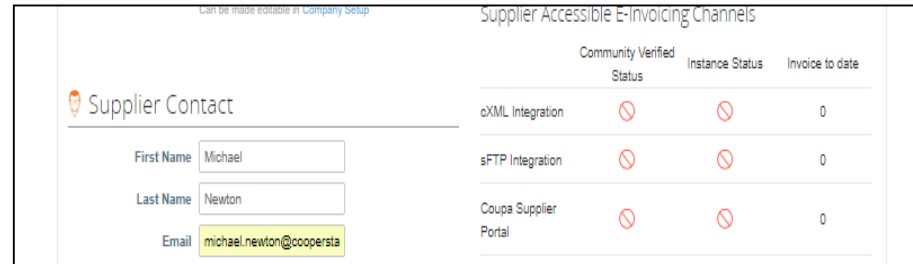 Can be made editable in Company Setup
Supplier Contact
First Name Michael
Last Name Newton
Email michael.newton@coopersta
Supplier Accessible E-Invoicing Channels
Community Verified
Status
Instance Status
Invoice to date
cXML Integration 0
sFTP Integration 0
Coupa Supplier
Portal
0